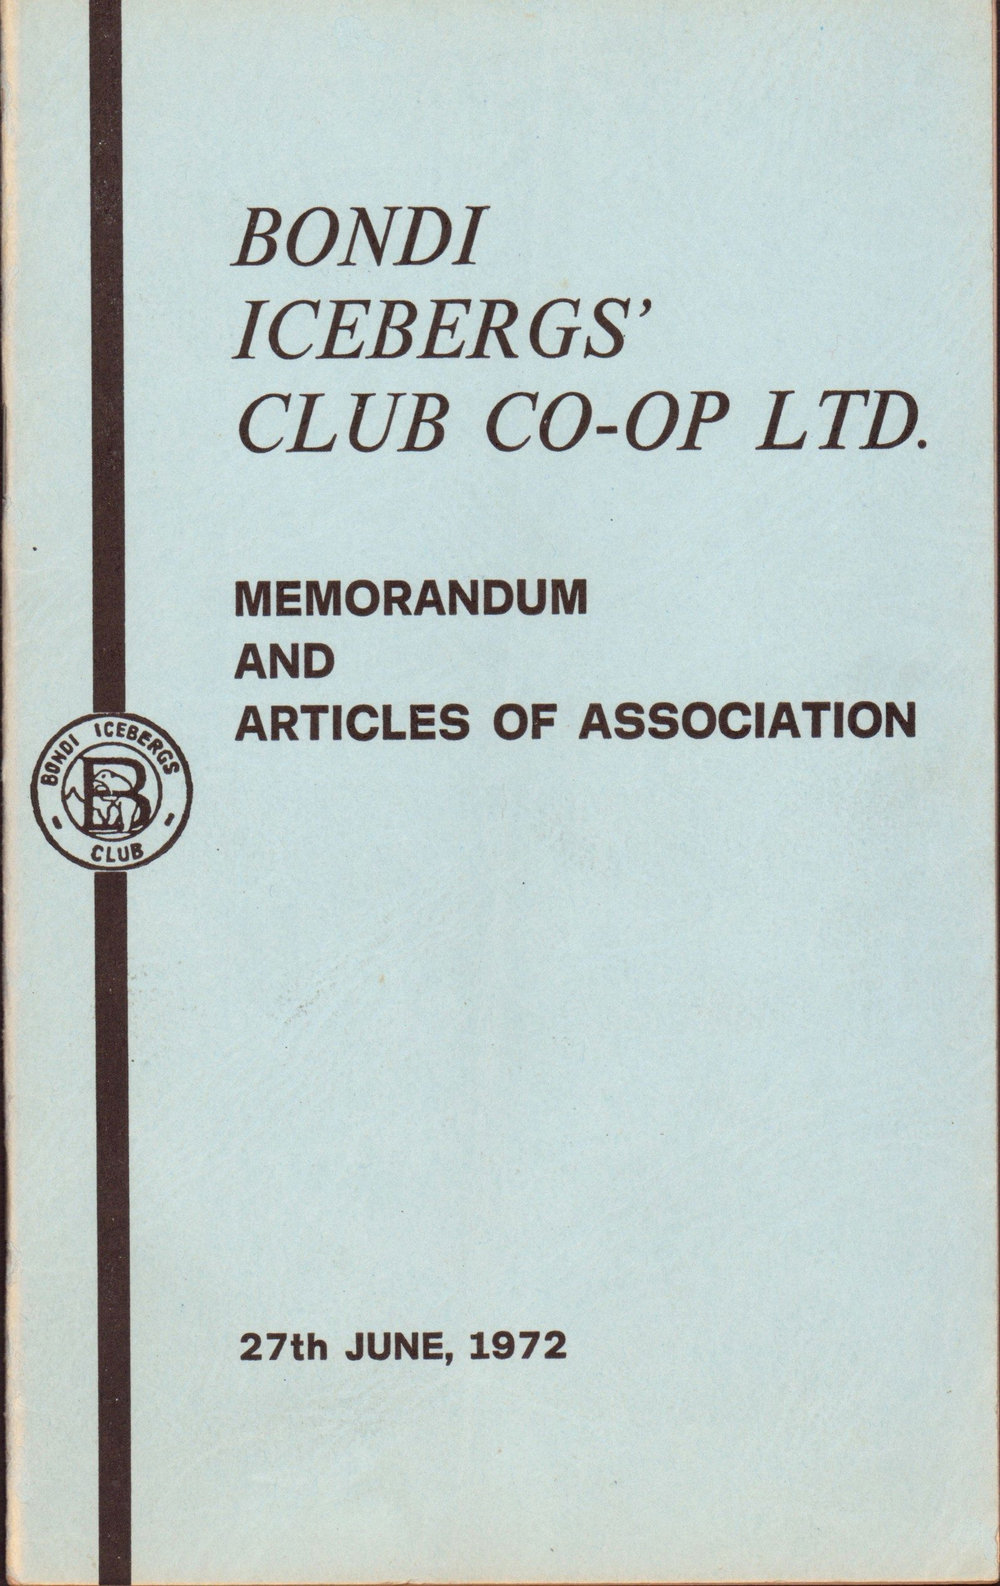 BONDI
ICEBERGS'
CLUB CO-OP LTD.
MEMORANDUM
AND
ARTICLES OF ASSOCIATION
BONDI ICEBERGS
B
CLUB
27th JUNE, 1972